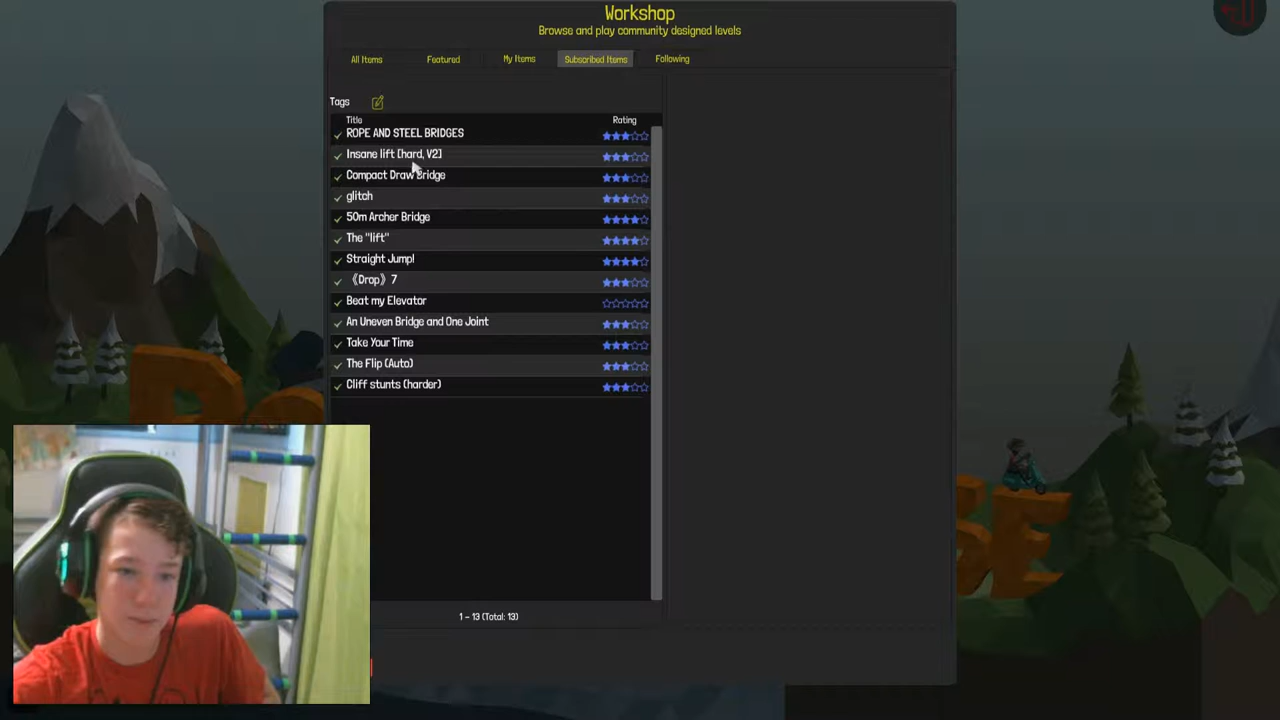 Workshop
Browse and play community designed levels
All Items Featured My Items Subscribed Items Following
Tags
Title Rating
ROPE AND STEEL BRIDGES
Insane lift [hard, V2]
Compact Draw Bridge
glitch
50m Archer Bridge
The "lift"
Straight Jump!
《Drop》 7
Beat my Elevator
An Uneven Bridge and One Joint
Take Your Time
The Flip (Auto)
Cliff stunts (harder)
1 - 13 (Total: 13)